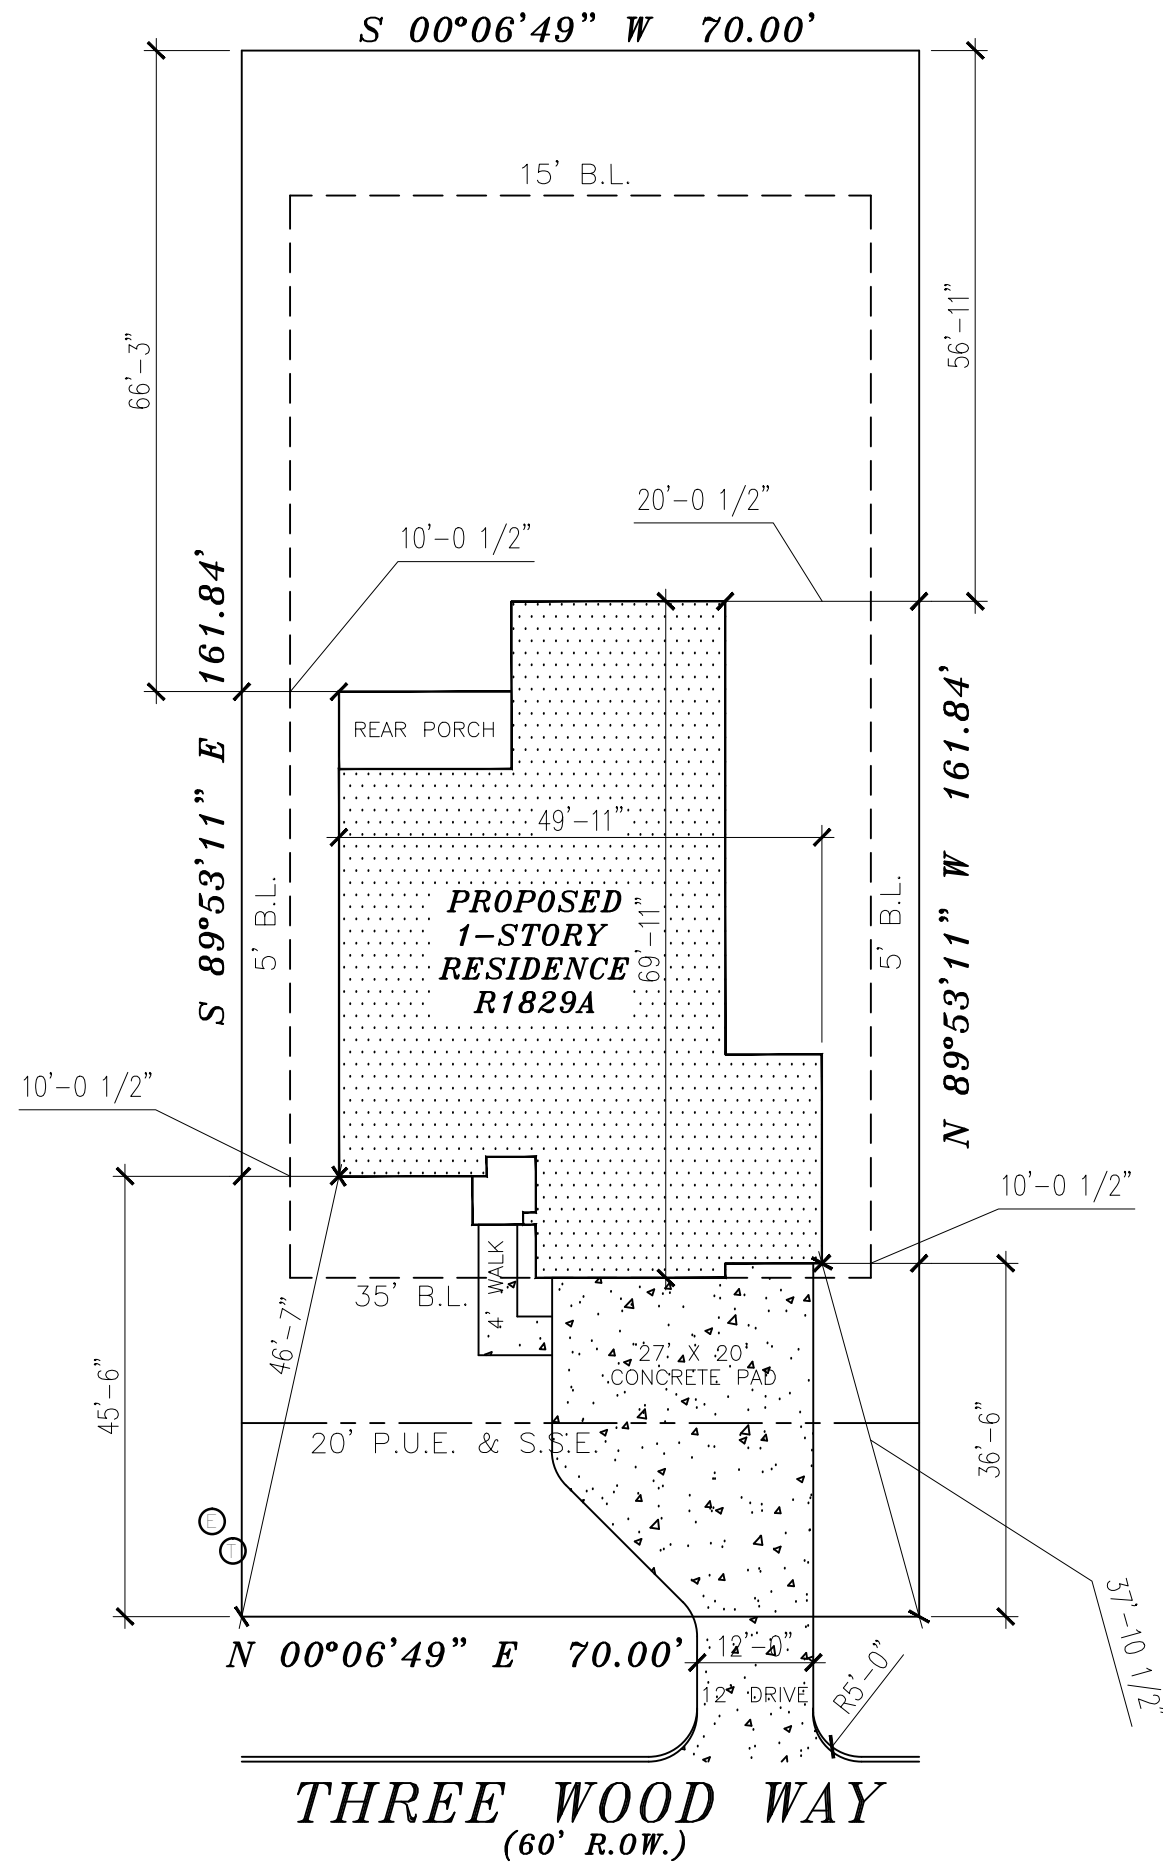 S 00°06'49" W 70.00'
15' B.L.
66'-3"
56'-11"
20'-0 1/2"
10'-0 1/2"
S 89°53'11" E 161.84'
N 89°53'11" W 161.84'
REAR PORCH
49'-11"
5' B.L.
5' B.L.
PROPOSED
1-STORY
RESIDENCE
R1829A
69'-11"
10'-0 1/2"
10'-0 1/2"
4' WALK
35' B.L.
46'-7"
45'-6"
27' X 20'
CONCRETE PAD
36'-6"
20' P.U.E. & S.S.E.
E
T
37'-10 1/2"
N 00°06'49" E 70.00'
12'-0"
12' DRIVE
R5'-0"
THREE WOOD WAY
(60' R.OW.)